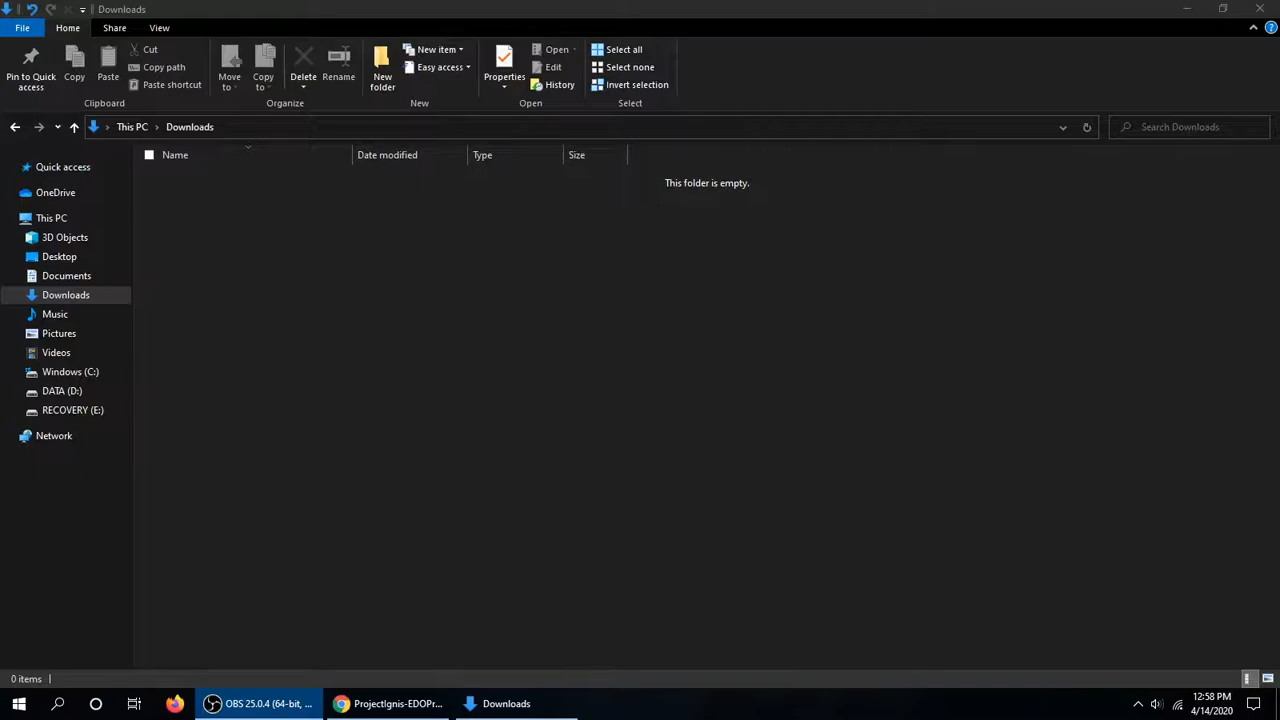 Downloads
File Home Share View
Pin to Quick access
Copy
Paste
Cut
Copy path
Paste shortcut
Clipboard
Move to
Copy to
Delete
Rename
Organize
New folder
New item
Easy access
New
Properties
Open
Edit
History
Open
Select all
Select none
Invert selection
Select
This PC Downloads
Search Downloads
Name Date modified Type Size
This folder is empty.
Quick access
OneDrive
This PC
3D Objects
Desktop
Documents
Downloads
Music
Pictures
Videos
Windows (C:)
DATA (D:)
RECOVERY (E:)
Network
0 items
OBS 25.0.4 (64-bit, ...
ProjectIgnis-EDOPr...
Downloads
12:58 PM
4/14/2020